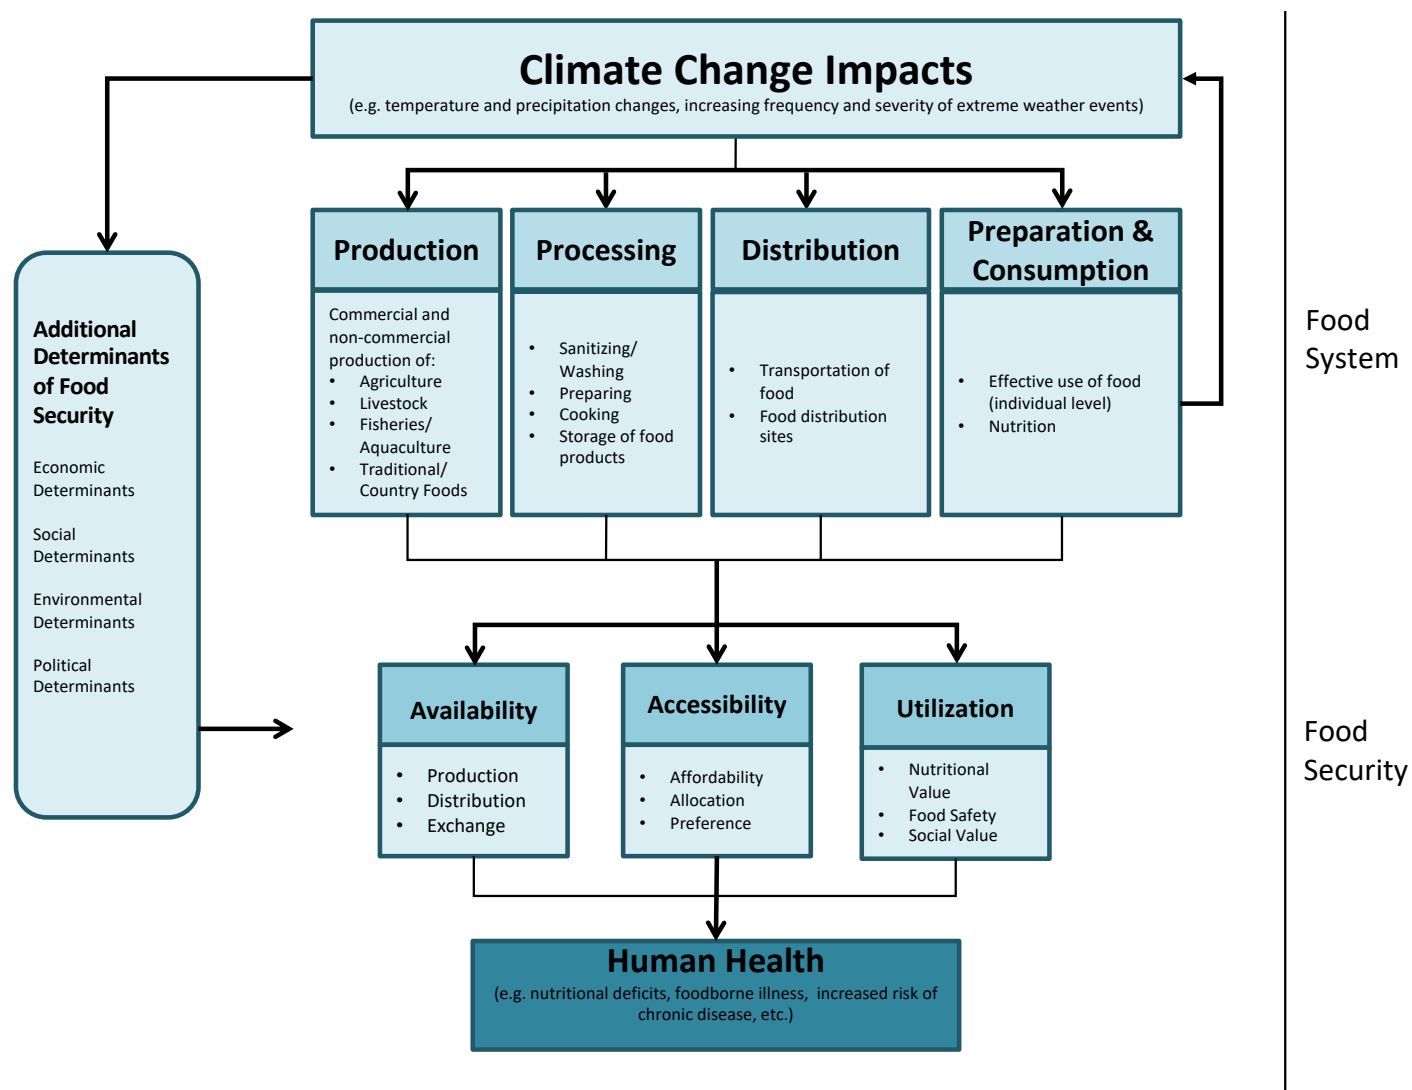 Climate Change Impacts
(e.g. temperature and precipitation changes, increasing frequency and severity of extreme weather events)
Production
Commercial and
non-commercial
production of:
• Agriculture
• Livestock
• Fisheries/
Aquaculture
• Traditional/
Country Foods
Processing
• Sanitizing/
Washing
• Preparing
• Cooking
• Storage of food
products
Distribution
• Transportation of
food
• Food distribution
sites
Preparation &
Consumption
• Effective use of food
(individual level)
• Nutrition
Food
System
Additional
Determinants
of Food
Security
Economic
Determinants
Social
Determinants
Environmental
Determinants
Political
Determinants
Availability
• Production
• Distribution
• Exchange
Accessibility
• Affordability
• Allocation
• Preference
Utilization
• Nutritional
Value
• Food Safety
• Social Value
Food
Security
Human Health
(e.g. nutritional deficits, foodborne illness, increased risk of
chronic disease, etc.)